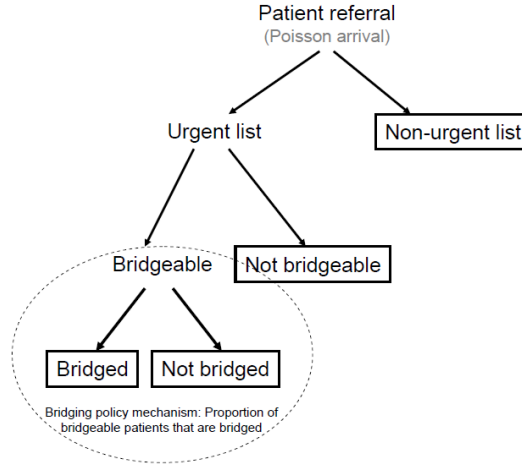 Patient referral
(Poisson arrival)
Urgent list
Non-urgent list
Bridgeable
Not bridgeable
Bridged
Not bridged
Bridging policy mechanism: Proportion of
bridgeable patients that are bridged